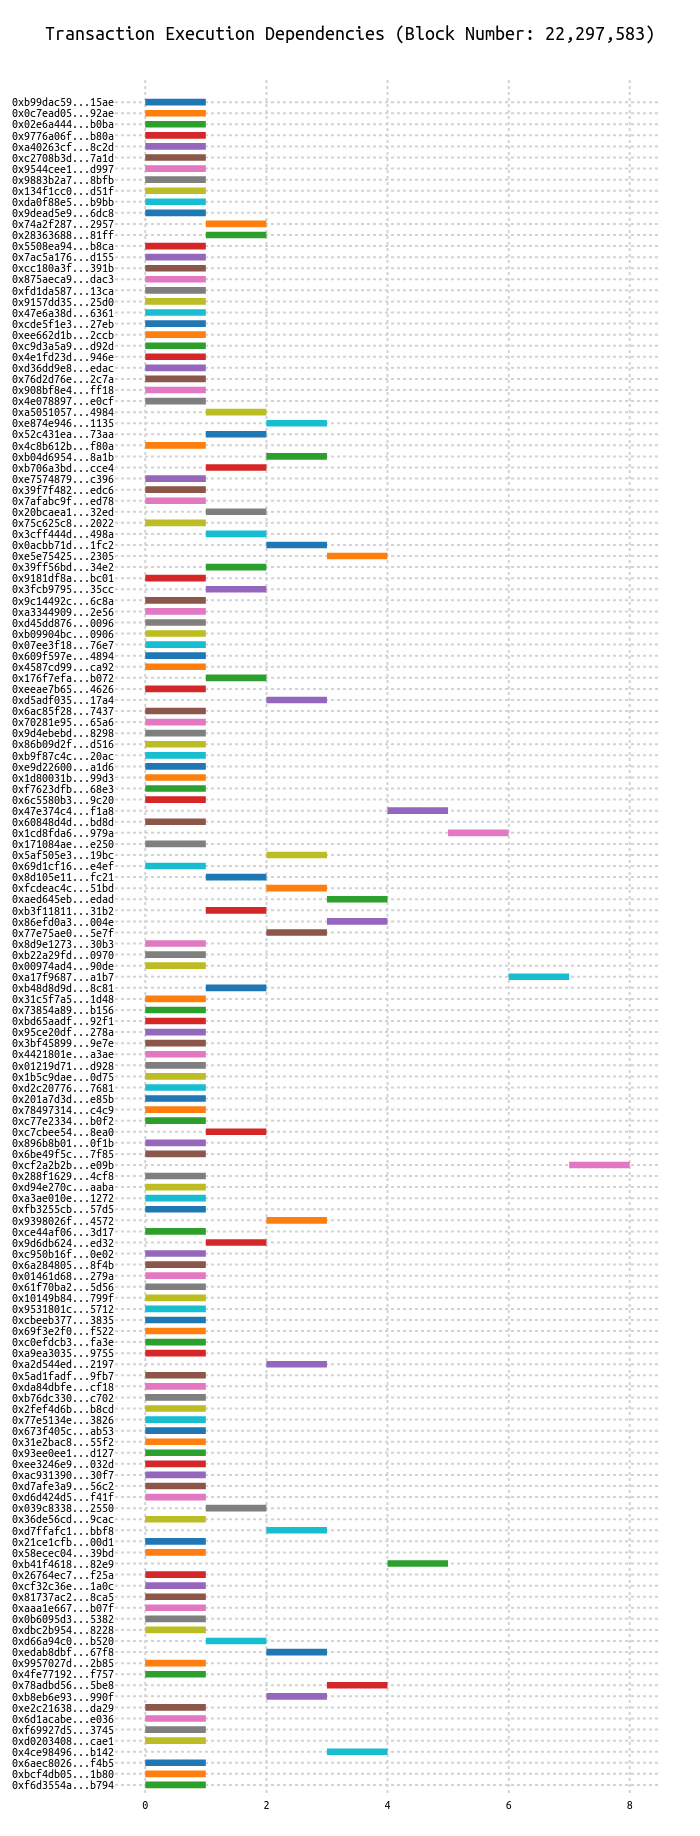 Transaction Execution Dependencies (Block Number: 22,297,583)
0xb99dac59...15ae
0x0c7ead05...92ae
0x02e6a444...b0ba
0x9776a06f...b80a
0xa40263cf...8c2d
0xc2708b3d...7a1d
0x9544cee1...d997
0x9883b2a7...8bfb
0x134f1cc0...d51f
0xda0f88e5...b9bb
0x9dead5e9...6dc8
0x74a2f287...2957
0x28363688...81ff
0x5508ea94...b8ca
0x7ac5a176...d155
0xcc180a3f...391b
0x875aeca9...dac3
0xfd1da587...13ca
0x9157dd35...25d0
0x47e6a38d...6361
0xcde5f1e3...27eb
0xee662d1b...2ccb
0xc9d3a5a9...d92d
0x4e1fd23d...946e
0xd36dd9e8...edac
0x76d2d76e...2c7a
0x908bf8e4...ff18
0x4e078897...e0cf
0xa5051057...4984
0xe874e946...1135
0x52c431ea...73aa
0x4c8b612b...f80a
0xb04d6954...8a1b
0xb706a3bd...cce4
0xe7574879...c396
0x39f7f482...edc6
0x7afabc9f...ed78
0x20bcaea1...32ed
0x75c625c8...2022
0x3cff444d...498a
0x0acbb71d...1fc2
0xe5e75425...2305
0x39ff56bd...34e2
0x9181df8a...bc01
0x3fcb9795...35cc
0x9c14492c...6c8a
0xa3344909...2e56
0xd45dd876...0096
0xb09904bc...0906
0x07ee3f18...76e7
0x609f597e...4894
0x4587cd99...ca92
0x176f7efa...b072
0xeeae7b65...4626
0xd5adf035...17a4
0x6ac85f28...7437
0x70281e95...65a6
0x9d4ebebd...8298
0x86b09d2f...d516
0xb9f87c4c...20ac
0xe9d22600...a1d6
0x1d80031b...99d3
0xf7623dfb...68e3
0x6c5580b3...9c20
0x47e374c4...f1a8
0x60848d4d...bd8d
0x1cd8fda6...979a
0x171084ae...e250
0x5af505e3...19bc
0x69d1cf16...e4ef
0x8d105e11...fc21
0xfcdeac4c...51bd
0xaed645eb...edad
0xb3f11811...31b2
0x86efd0a3...004e
0x77e75ae0...5e7f
0x8d9e1273...30b3
0xb22a29fd...0970
0x00974ad4...90de
0xa17f9687...a1b7
0xb48d8d9d...8c81
0x31c5f7a5...1d48
0x73854a89...b156
0xbd65aadf...92f1
0x95ce20df...278a
0x3bf45899...9e7e
0x4421801e...a3ae
0x01219d71...d928
0x1b5c9dae...0d75
0xd2c20776...7681
0x201a7d3d...e85b
0x78497314...c4c9
0xc77e2334...b0f2
0xc7cbee54...8ea0
0x896b8b01...0f1b
0x6be49f5c...7f85
0xcf2a2b2b...e09b
0x288f1629...4cf8
0xd94e270c...aaba
0xa3ae010e...1272
0xfb3255cb...57d5
0x9398026f...4572
0xce44af06...3d17
0x9d6db624...ed32
0xc950b16f...0e02
0x6a284805...8f4b
0x01461d68...279a
0x61f70ba2...5d56
0x10149b84...799f
0x9531801c...5712
0xcbeeb377...3835
0x69f3e2f0...f522
0xc0efdcb3...fa3e
0xa9ea3035...9755
0xa2d544ed...2197
0x5ad1fadf...9fb7
0xda84dbfe...cf18
0xb76dc330...c702
0x2fef4d6b...b8cd
0x77e5134e...3826
0x673f405c...ab53
0x31e2bac8...55f2
0x93ee0ee1...d127
0xee3246e9...032d
0xac931390...30f7
0xd7afe3a9...56c2
0xd6d424d5...f41f
0x039c8338...2550
0x36de56cd...9cac
0xd7ffafc1...bbf8
0x21ce1cfb...00d1
0x58ecec04...39bd
0xb41f4618...82e9
0x26764ec7...f25a
0xcf32c36e...1a0c
0x81737ac2...8ca5
0xaaa1e667...b07f
0x0b6095d3...5382
0xdbc2b954...8228
0xd66a94c0...b520
0xedab8dbf...67f8
0x9957027d...2b85
0x4fe77192...f757
0x78adbd56...5be8
0xb8eb6e93...990f
0xe2c21638...da29
0x6d1acabe...e036
0xf69927d5...3745
0xd0203408...cae1
0x4ce98496...b142
0x6aec8026...f4b5
0xbcf4db05...1b80
0xf6d3554a...b794
0 2 4 6 8